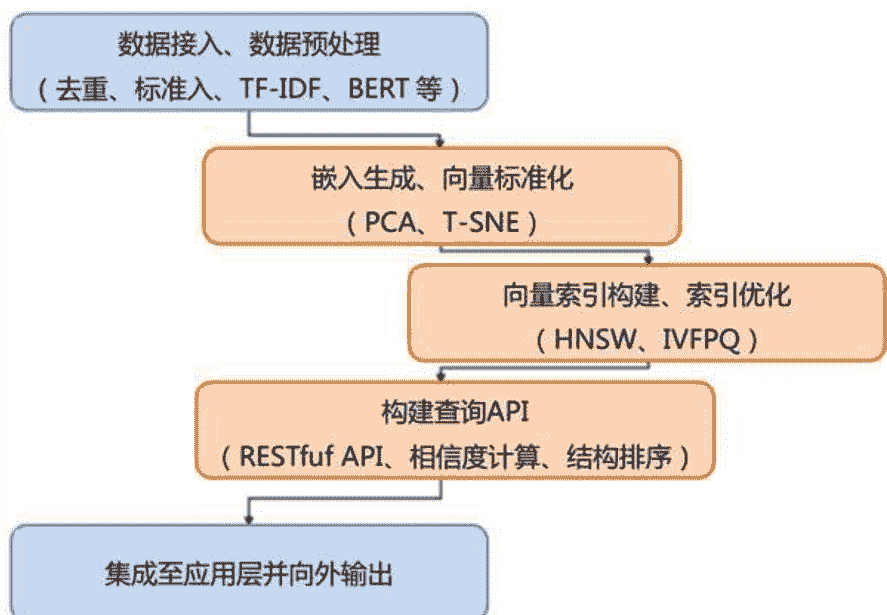 数据接入、数据预处理
（去重、标准入、TF-IDF、BERT 等）
嵌入生成、向量标准化
（PCA、T-SNE）
向量索引构建、索引优化
（HNSW、IVFPQ）
构建查询API
（RESTfuf API、相信度计算、结构排序）
集成至应用层并向外输出